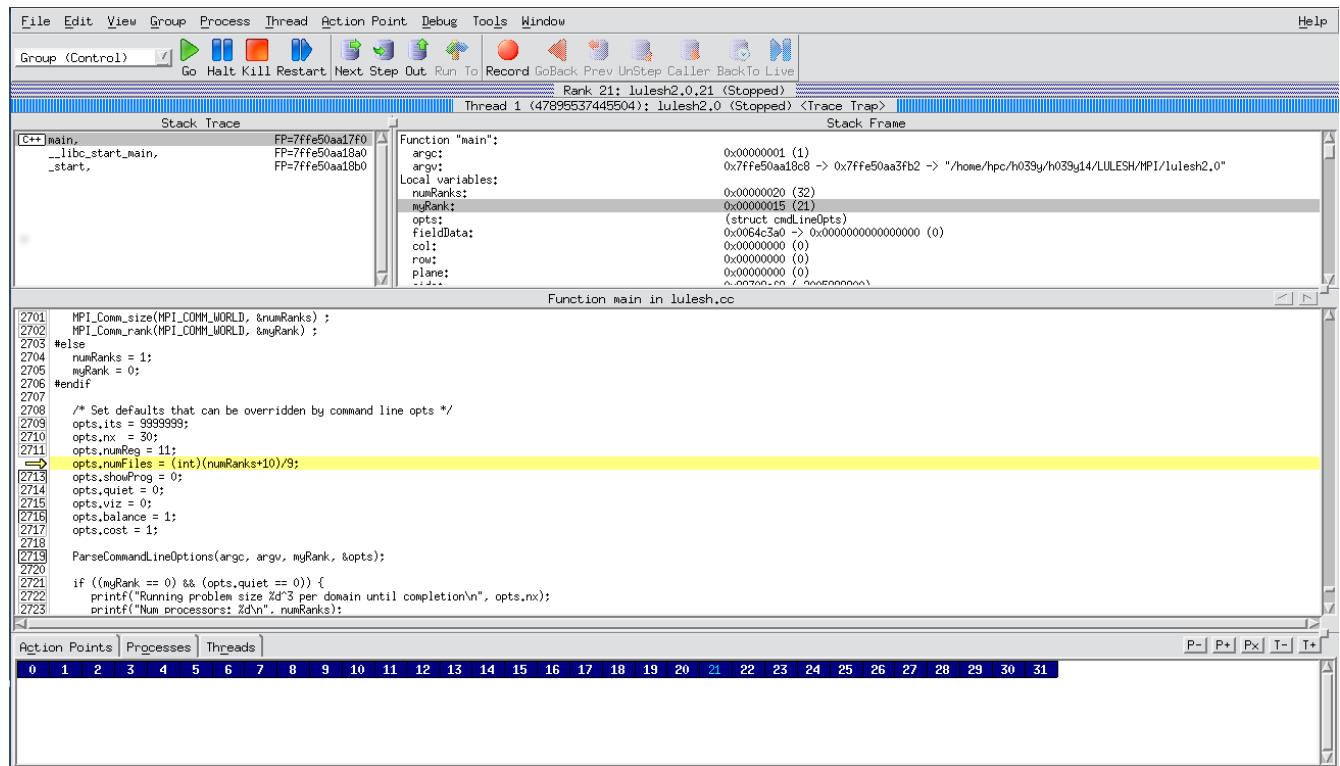 File Edit View Group Process Thread Action Point Debug Tools Window Help
Group (Control)
Go Halt Kill Restart Next Step Out Run To Record GoBack Prev UnStep Caller BackTo Live
Rank 21: lulesh2.0.21 (Stopped)
Thread 1 (47895537445504): lulesh2.0 (Stopped) <Trace Trap>
Stack Trace
C++ main, FP=7ffe50aa17f0
__libc_start_main, FP=7ffe50aa18a0
_start, FP=7ffe50aa18b0
Stack Frame
Function "main":
argc: 0x00000001 (1)
argv: 0x7ffe50aa18c8 -> 0x7ffe50aa3fb2 -> "/home/hpc/h039y/h039y14/LULESH/MPI/lulesh2.0"
Local variables:
numRanks: 0x00000020 (32)
myRank: 0x00000015 (21)
opts: (struct cmdLineOpts)
fieldData: 0x0064c3a0 -> 0x0000000000000000 (0)
col: 0x00000000 (0)
row: 0x00000000 (0)
plane: 0x00000000 (0)
Function main in lulesh.cc
2701 MPI_Comm_size(MPI_COMM_WORLD, &numRanks) ;
2702 MPI_Comm_rank(MPI_COMM_WORLD, &myRank) ;
2703 #else
2704 numRanks = 1;
2705 myRank = 0;
2706 #endif
2707
2708 /* Set defaults that can be overridden by command line opts */
2709 opts.its = 9999999;
2710 opts.nx = 30;
2711 opts.numReg = 11;
opts.numFiles = (int)(numRanks+10)/9;
2713 opts.showProg = 0;
2714 opts.quiet = 0;
2715 opts.viz = 0;
2716 opts.balance = 1;
2717 opts.cost = 1;
2718
2719 ParseCommandLineOptions(argc, argv, myRank, &opts);
2720
2721 if ((myRank == 0) && (opts.quiet == 0)) {
2722 printf("Running problem size %d^3 per domain until completion\n", opts.nx);
2723 printf("Num processors: %d\n", numRanks);
Action Points Processes Threads P- P+ Px T- T+
0 1 2 3 4 5 6 7 8 9 10 11 12 13 14 15 16 17 18 19 20 21 22 23 24 25 26 27 28 29 30 31